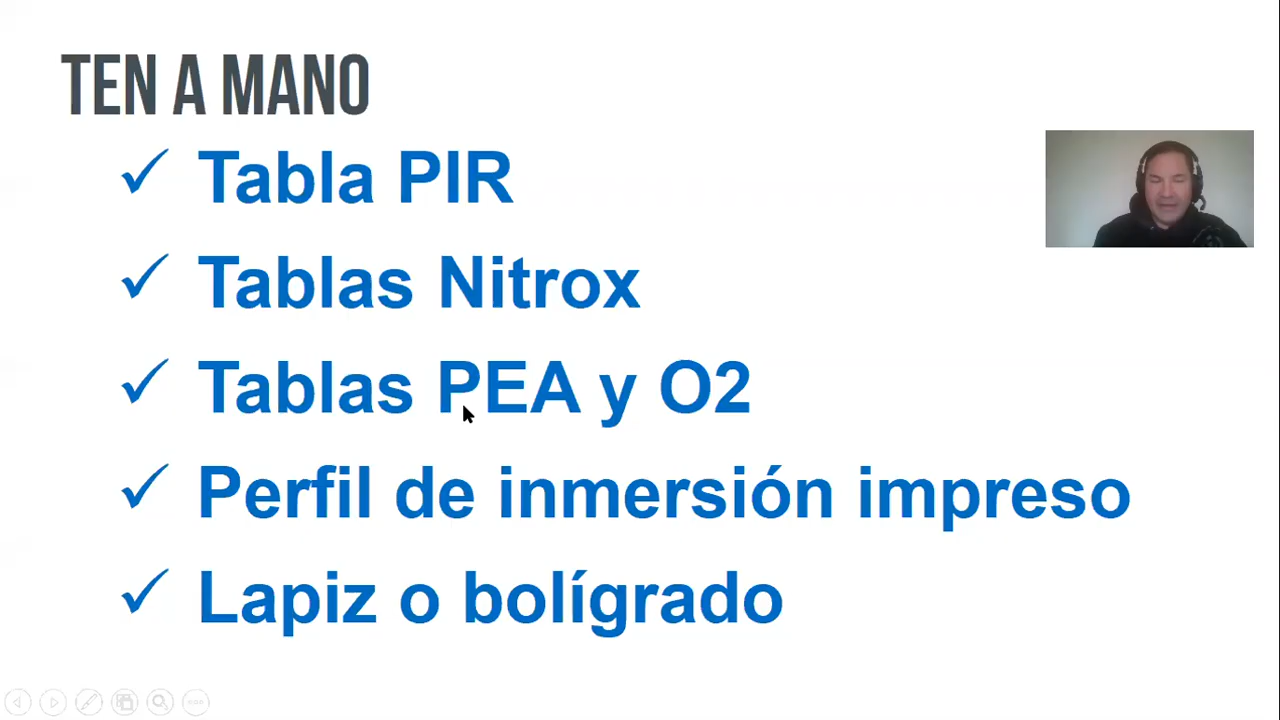 TEN A MANO
✓ Tabla PIR
✓ Tablas Nitrox
✓ Tablas PEA y O2
✓ Perfil de inmersión impreso
✓ Lapiz o bolígrado